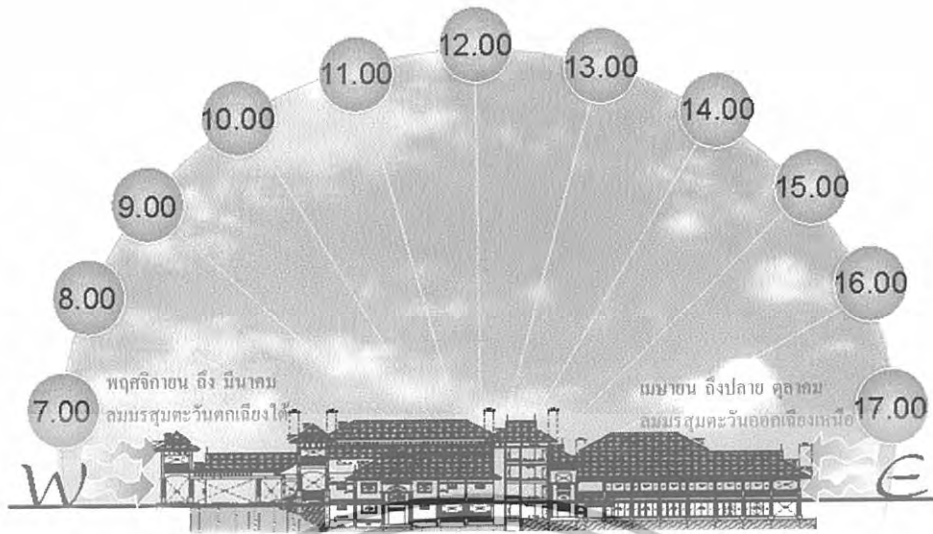 12.00
11.00
13.00
10.00
14.00
9.00
15.00
8.00
16.00
พฤศจิกายน ถึง มีนาคม
ลมมรสุมตะวันตกเฉียงใต้
เมษายน ถึงปลาย ตุลาคม
ลมมรสุมตะวันออกเฉียงเหนือ
7.00
17.00
W
E